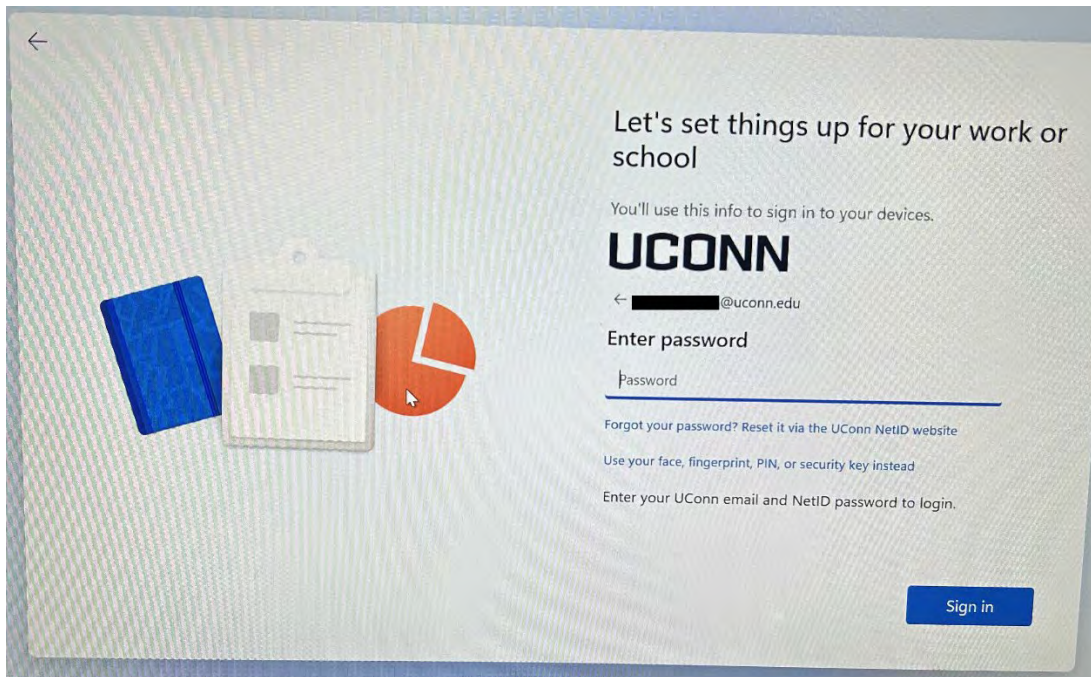 Let's set things up for your work or
school
You'll use this info to sign in to your devices.
UCONN
@uconn.edu
Enter password
Password
Forgot your password? Reset it via the UConn NetID website
Use your face, fingerprint, PIN, or security key instead
Enter your UConn email and NetID password to login.
Sign in